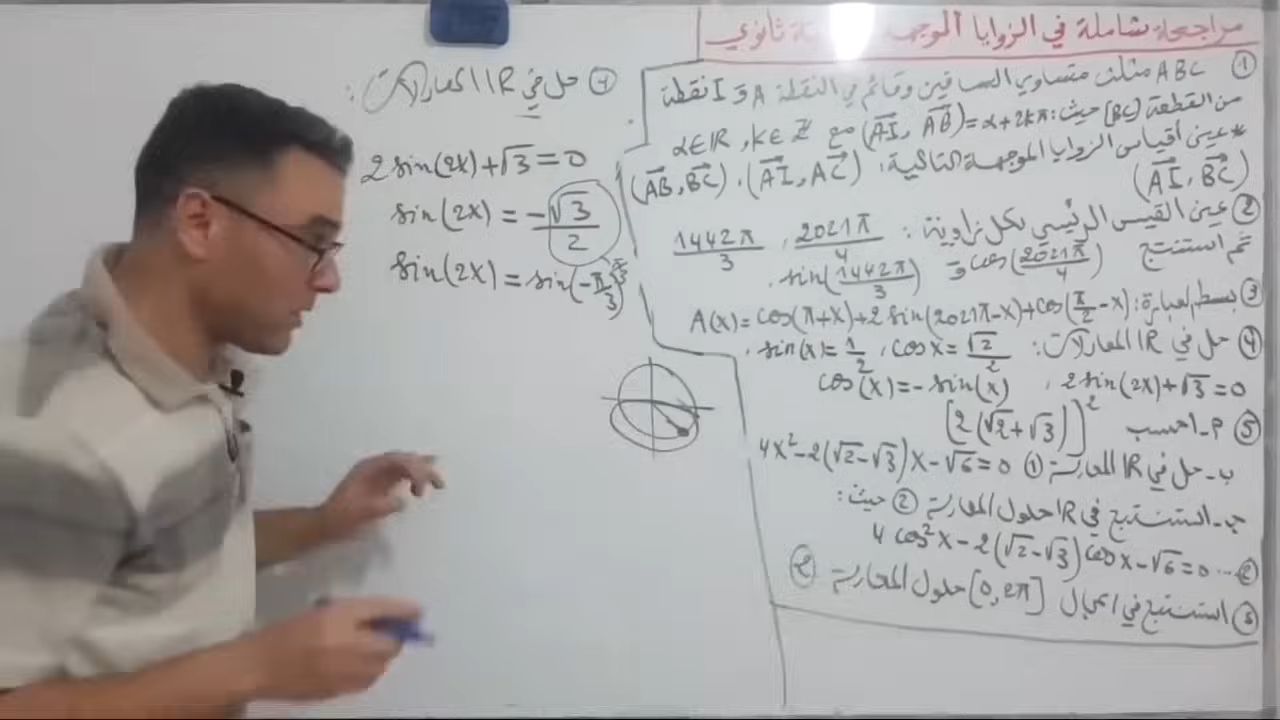 مراجعة شاملة في الزوايا الموجهة ثانوي
① ABC مثلث متساوي الساقين وقائم في النقطة A و I نقطة
من القطعة [BC] حيث: (AI, AB) = α + 2kπ مع α∈ℝ, k∈ℤ
* عين أقياس الزوايا الموجهة التالية: (AI, AC) ، (AB, BC)
(AI, BC)
② عين القيس الرئيسي لكل زاوية: 2021π/4 ، 1442π/3
ثم استنتج cos(2021π/4) و sin(1442π/3) .
③ بسط العبارة: A(x) = cos(π+x) + 2 sin(2021π-x) + cos(π/2 - x)
④ حل في ℝ المعادلات: cos x = √2/2 ، sin(x) = 1/2 ،
2 sin(2x) + √3 = 0 ، cos(x) = - sin(x)
⑤ م- احسب [2(√2+√3)]²
ب- حل في ℝ المعادلة ① 4x² - 2(√2-√3)x - √6 = 0
ج- استنتج في ℝ حلول المعادلة ② حيث:
4 cos²x - 2(√2-√3) cos x - √6 = 0 ...②
③ استنتج في المجال [0, 2π] حلول المعادلة ②
④ حل في ℝ المعادلات:
2 sin(2x) + √3 = 0
sin(2x) = -√3/2
π/3
sin(2x) = sin(-π/3)